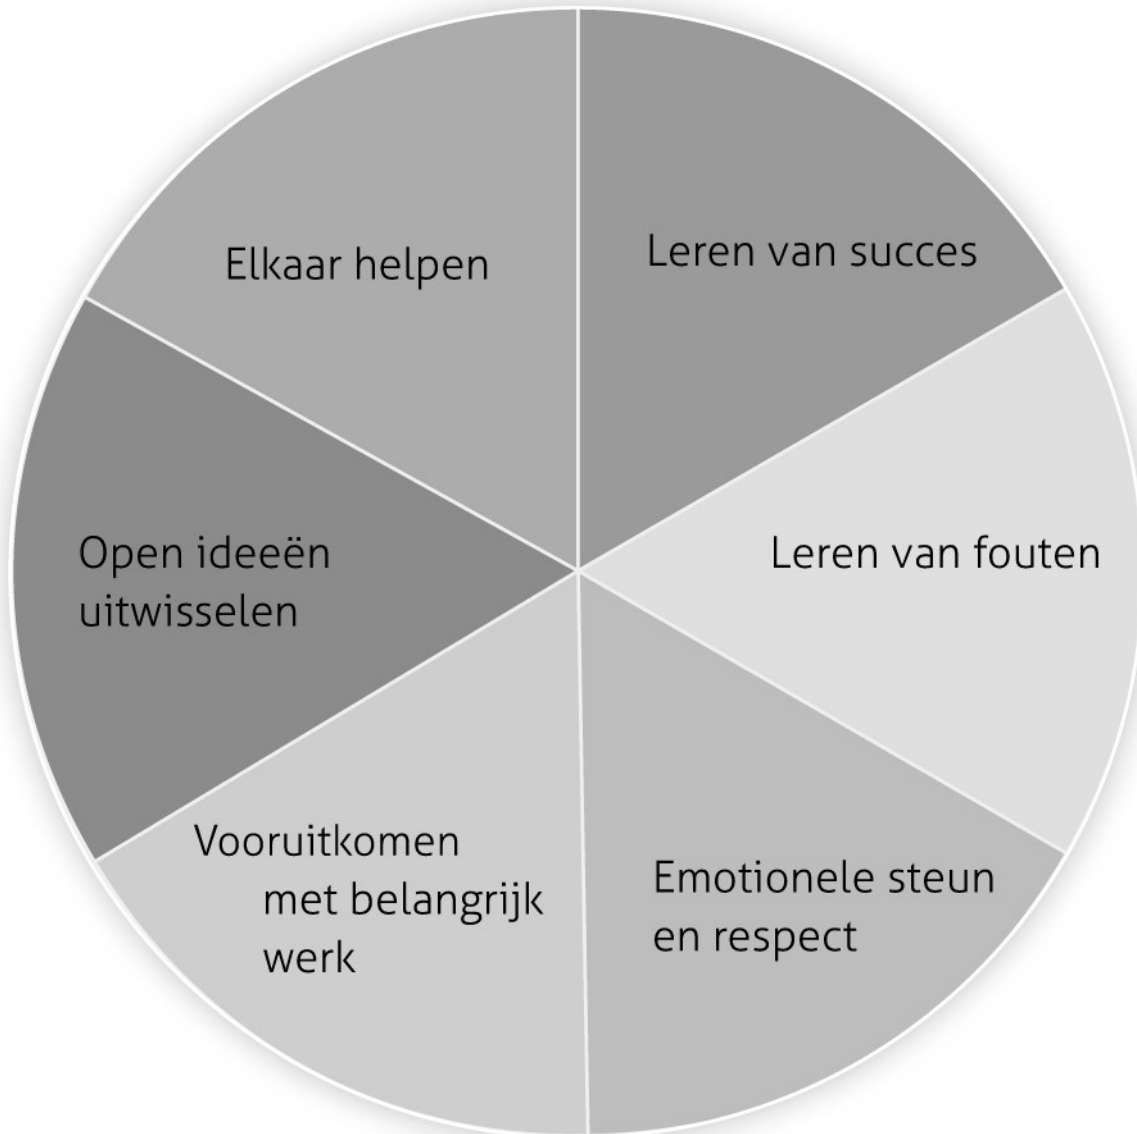 Elkaar helpen
Leren van succes
Open ideeën
uitwisselen
Leren van fouten
Vooruitkomen
met belangrijk
werk
Emotionele steun
en respect